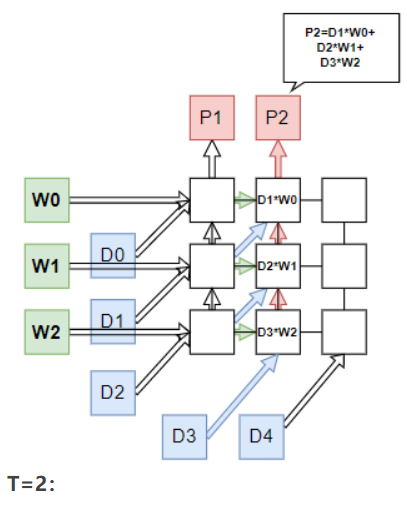 P2=D1*W0+
D2*W1+
D3*W2
P1
P2
W0
D1*W0
D0
W1
D2*W1
D1
W2
D3*W2
D2
D3
D4
T=2: